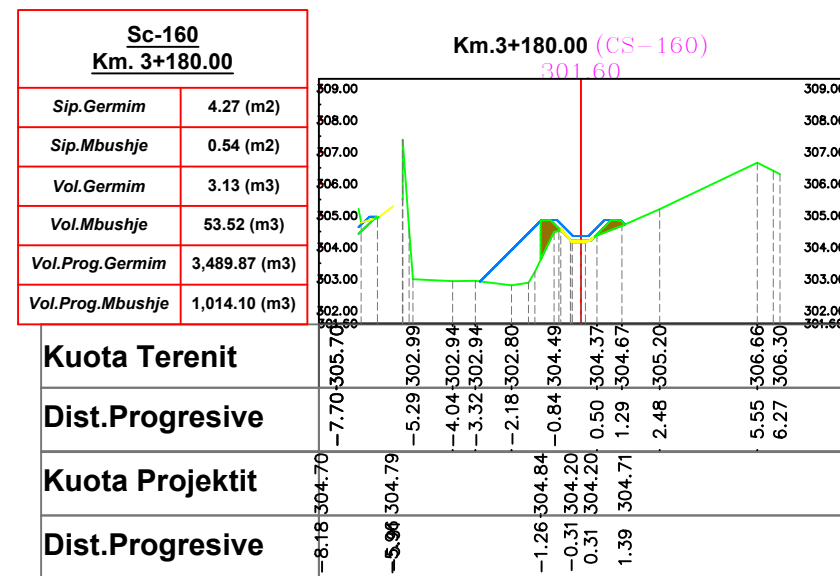 Sc-160
Km. 3+180.00
Sip.Germim 4.27 (m2)
Sip.Mbushje 0.54 (m2)
Vol.Germim 3.13 (m3)
Vol.Mbushje 53.52 (m3)
Vol.Prog.Germim 3,489.87 (m3)
Vol.Prog.Mbushje 1,014.10 (m3)
Km.3+180.00 (CS-160)
301.60
309.00 309.00
308.00 308.00
307.00 307.00
306.00 306.00
305.00 305.00
304.00 304.00
303.00 303.00
302.00 302.00
301.60 301.60
Kuota Terenit 305.70 302.99 302.94 302.94 302.80 304.49 304.37 304.67 305.20 306.66 306.30
Dist.Progresive -7.70 -5.29 -4.04 -3.32 -2.18 -0.84 0.50 1.29 2.48 5.55 6.27
Kuota Projektit 304.70 304.79 304.84 304.20 304.20 304.71
Dist.Progresive -8.18 -1.26 -0.31 0.31 1.39